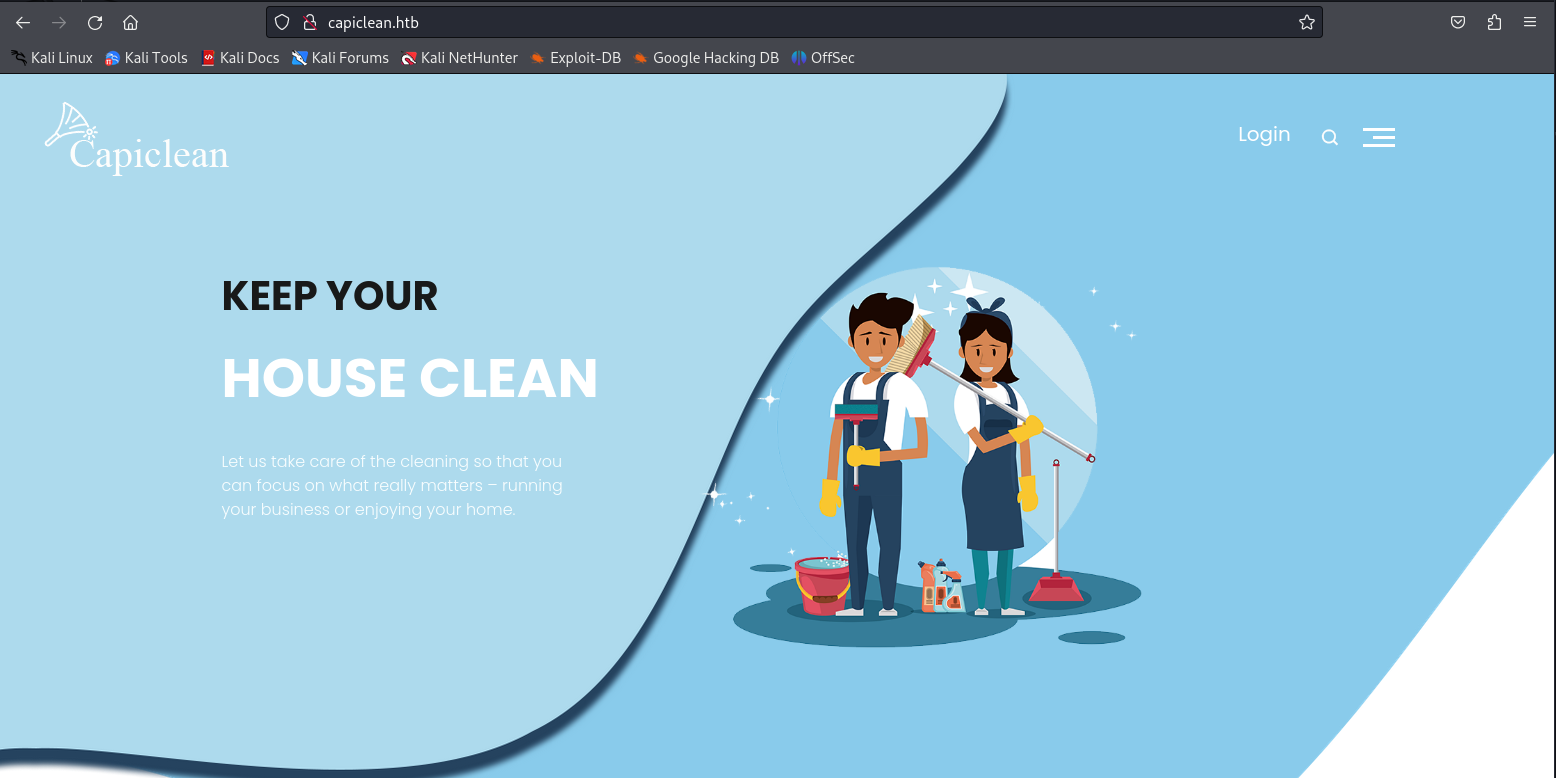 capiclean.htb
Kali Linux Kali Tools Kali Docs Kali Forums Kali NetHunter Exploit-DB Google Hacking DB OffSec
Capiclean
Login
KEEP YOUR
HOUSE CLEAN
Let us take care of the cleaning so that you
can focus on what really matters – running
your business or enjoying your home.